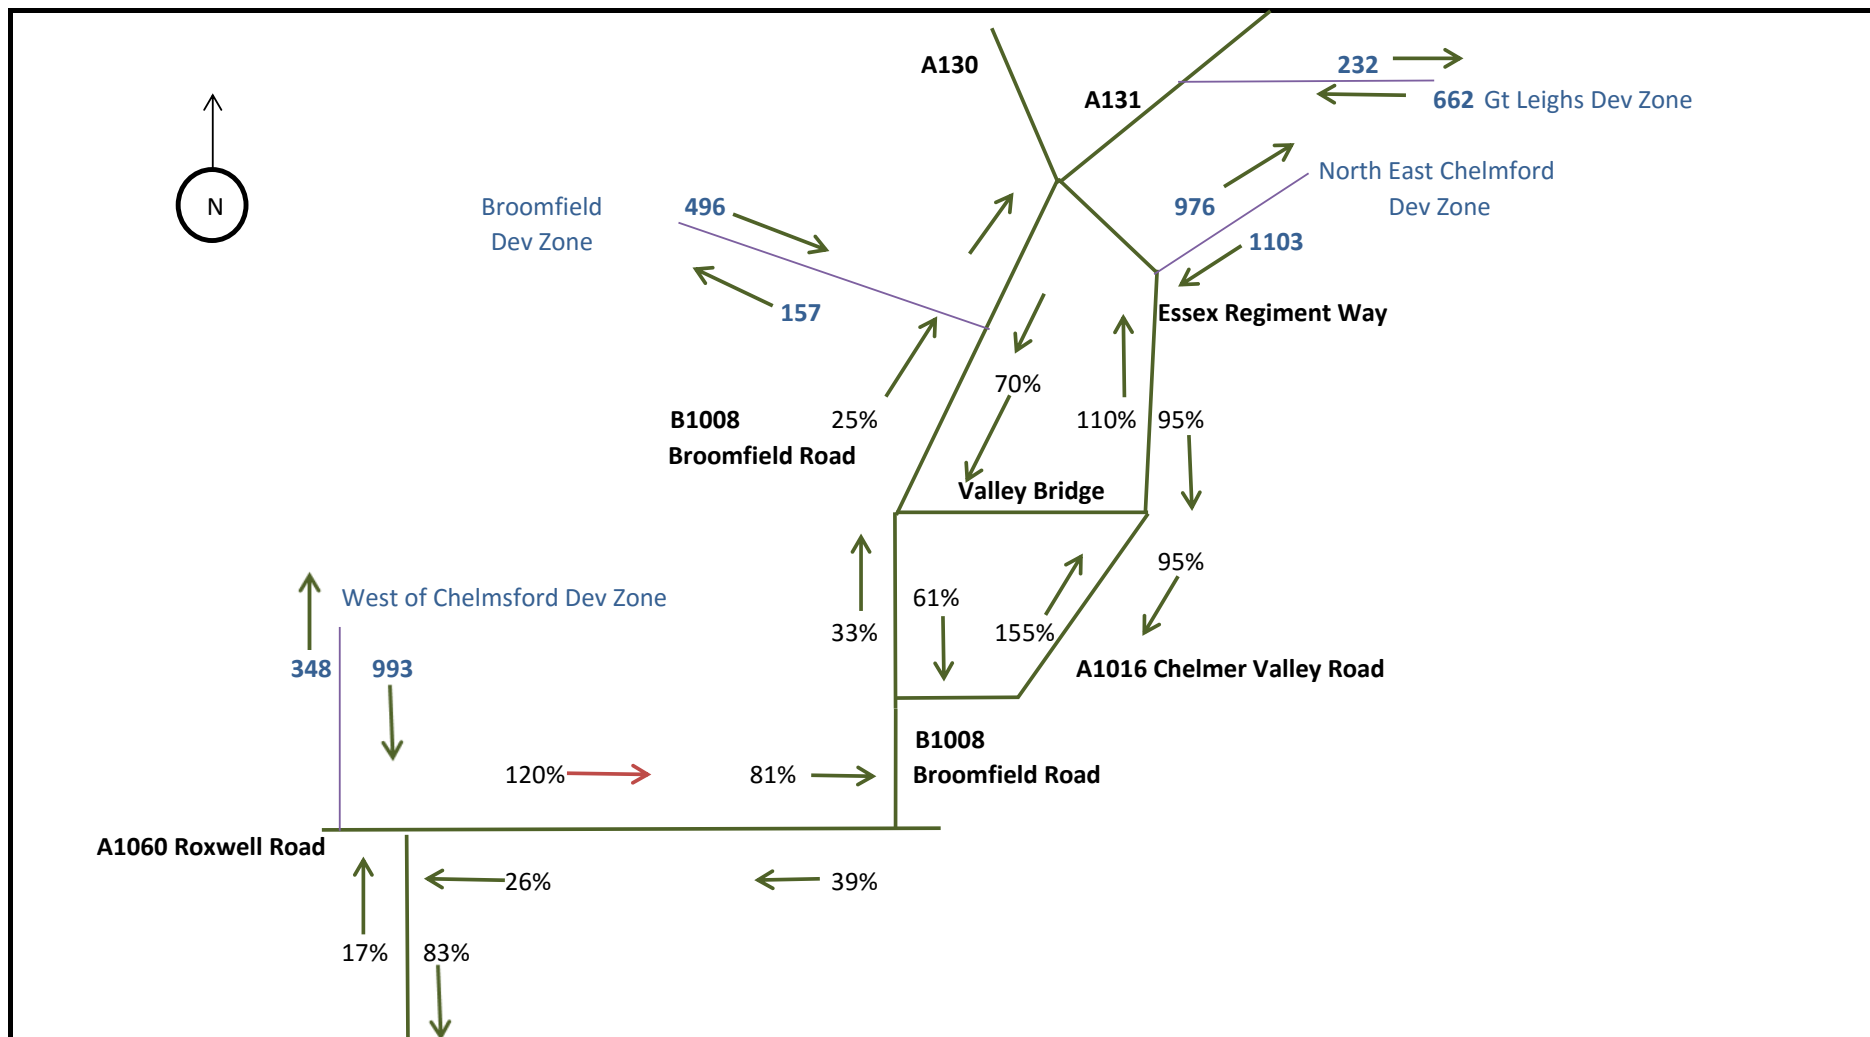 A130
232
A131
662 Gt Leighs Dev Zone
N
Broomfield
Dev Zone
496
157
976
North East Chelmford
Dev Zone
1103
Essex Regiment Way
70%
B1008
Broomfield Road
25%
110%
95%
Valley Bridge
95%
West of Chelmsford Dev Zone
348
993
33%
61%
155%
A1016 Chelmer Valley Road
B1008
Broomfield Road
120%
81%
A1060 Roxwell Road
26%
39%
17%
83%